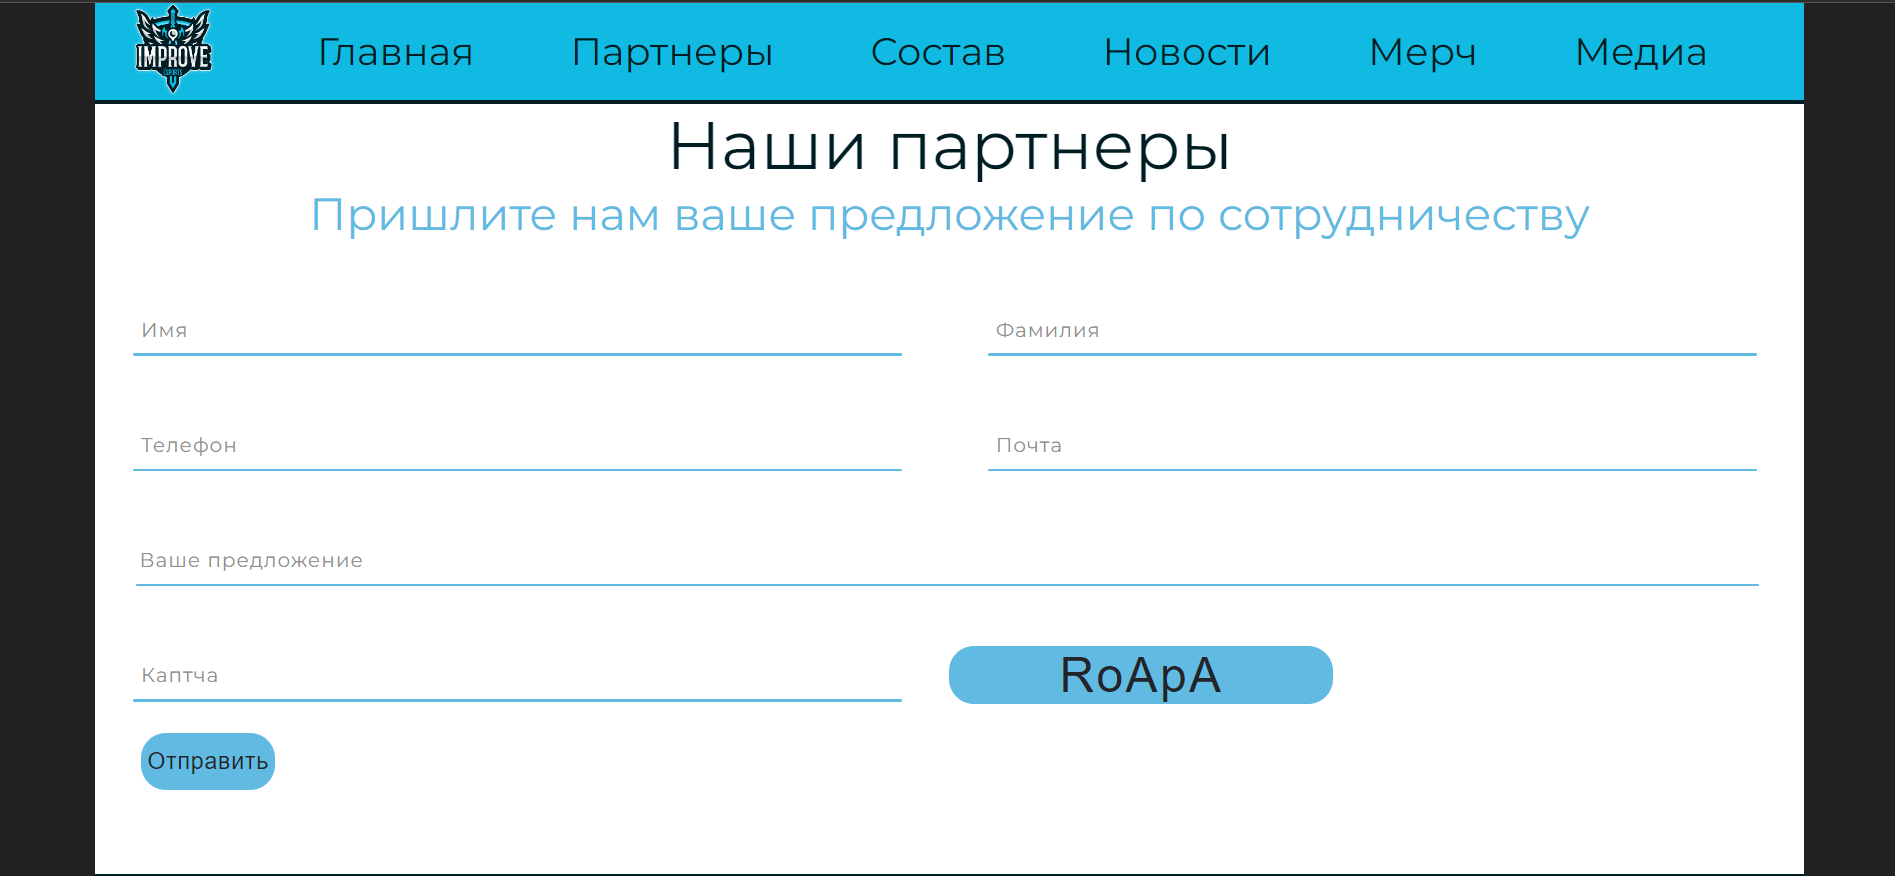 IMPROVE
ESPORTS
Главная Партнеры Состав Новости Мерч Медиа
Наши партнеры
Пришлите нам ваше предложение по сотрудничеству
Имя Фамилия
Телефон Почта
Ваше предложение
Каптча RoApA
Отправить